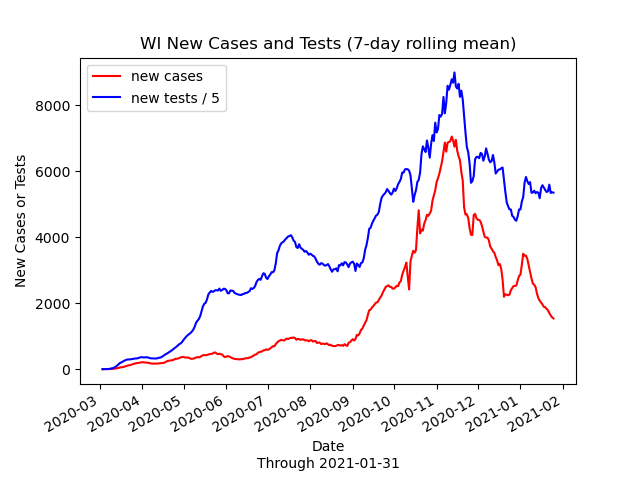 WI New Cases and Tests (7-day rolling mean)
new cases
new tests / 5
New Cases or Tests
8000
6000
4000
2000
0
2020-03
2020-04
2020-05
2020-06
2020-07
2020-08
2020-09
2020-10
2020-11
2020-12
2021-01
2021-02
Date
Through 2021-01-31